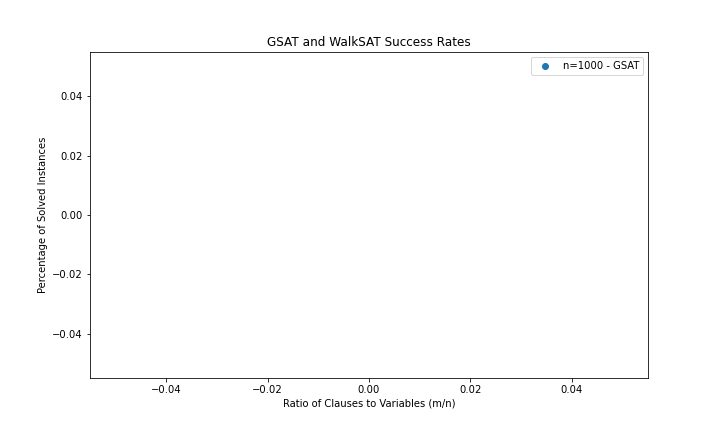 GSAT and WalkSAT Success Rates
n=1000 - GSAT
Percentage of Solved Instances
0.04
0.02
0.00
−0.02
−0.04
−0.04
−0.02
0.00
0.02
0.04
Ratio of Clauses to Variables (m/n)